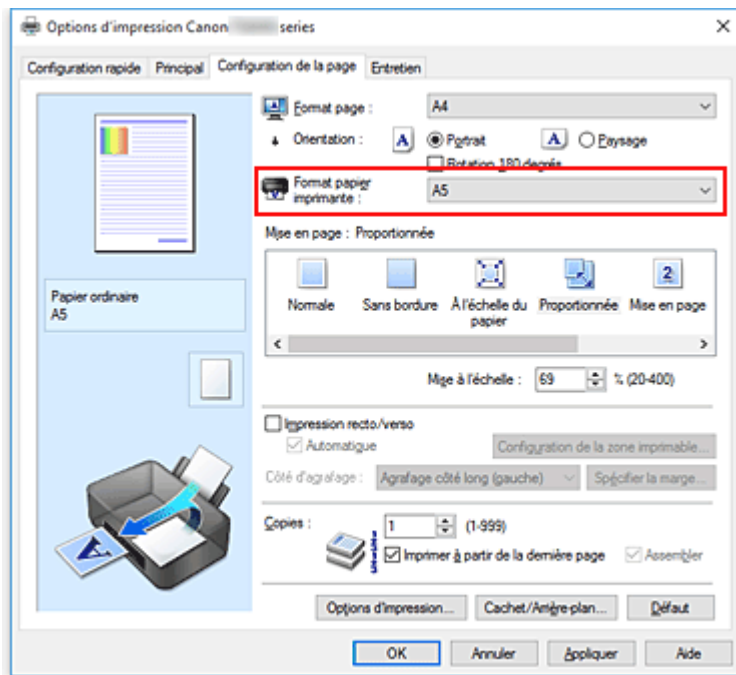 Options d'impression Canon series
Configuration rapide Principal Configuration de la page Entretien
Format page : A4
Orientation : A Portrait A Paysage
Rotation 180 degrés
Format papier
imprimante : A5
Mise en page : Proportionnée
Normale Sans bordure À l'échelle du papier Proportionnée 2 Mise en page
Papier ordinaire
A5
Mise à l'échelle : 69 % (20-400)
Impression recto/verso
Automatique Configuration de la zone imprimable...
Côté d'agrafage : Agrafage côté long (gauche) Spécifier la marge...
Copies : 1 (1-999)
Imprimer à partir de la dernière page Assembler
Options d'impression... Cachet/Arrière-plan... Défaut
OK Annuler Appliquer Aide